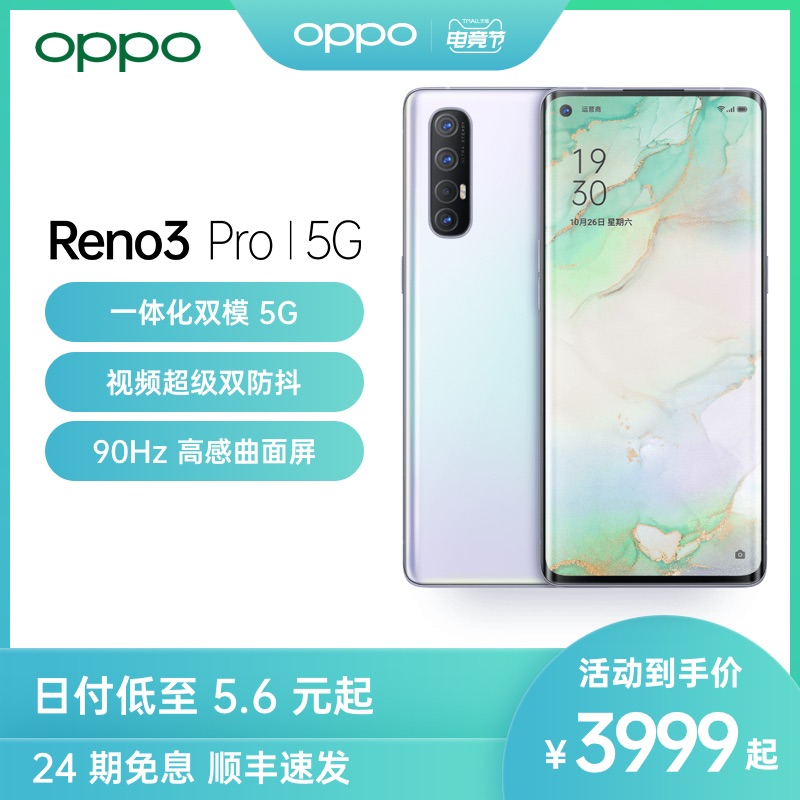 oppo
oppo
TMALL天猫
电竞节
运营商
19
30
10月26日 星期六
Reno3 Pro | 5G
一体化双模 5G
视频超级双防抖
90Hz 高感曲面屏
日付低至 5.6 元起
24 期免息 顺丰速发
活动到手价
¥3999起